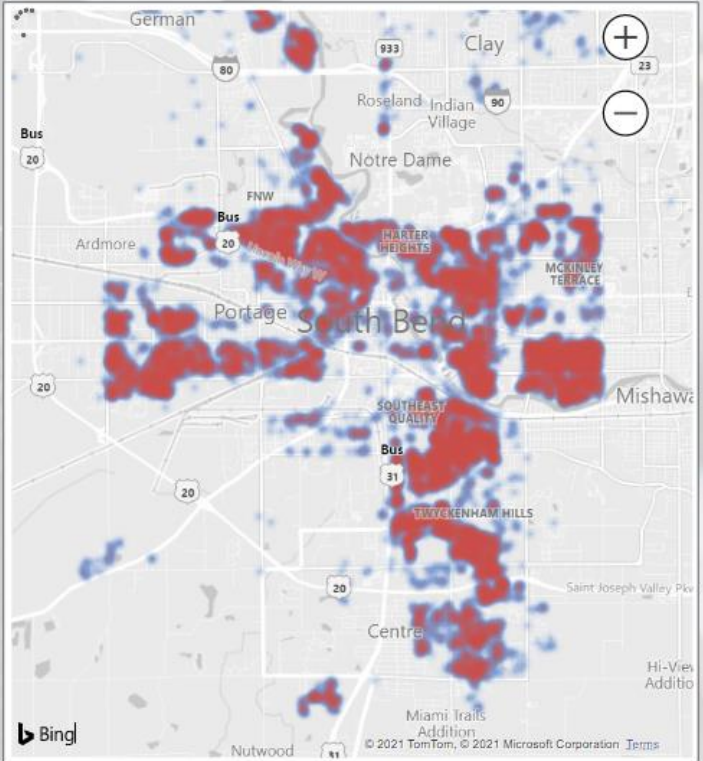 German
933
Clay
+
80
23
Roseland
Indian
Village
90
−
Bus
20
Notre Dame
FNW
Bus
20
HARTER
HEIGHTS
Ardmore
MCKINLEY
TERRACE
Portage
South Bend
20
Mishawa
SOUTHEAST
QUALITY
Bus
31
20
TWYCKENHAM HILLS
20
Saint Joseph Valley Pkw
Centre
Hi-View
Additio
Miami Trails
Addition
Bing
© 2021 TomTom, © 2021 Microsoft Corporation Terms
Nutwood
31